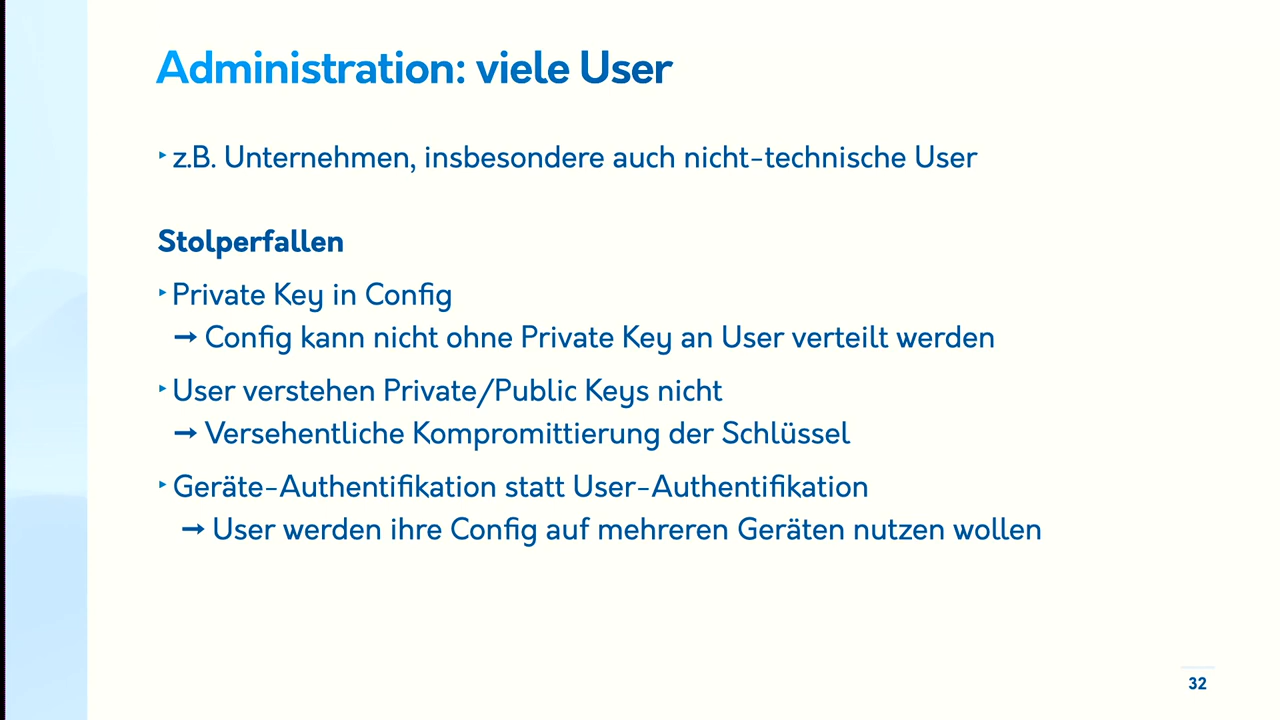 Administration: viele User
‣ z.B. Unternehmen, insbesondere auch nicht-technische User
Stolperfallen
‣ Private Key in Config
→ Config kann nicht ohne Private Key an User verteilt werden
‣ User verstehen Private/Public Keys nicht
→ Versehentliche Kompromittierung der Schlüssel
‣ Geräte-Authentifikation statt User-Authentifikation
→ User werden ihre Config auf mehreren Geräten nutzen wollen
32